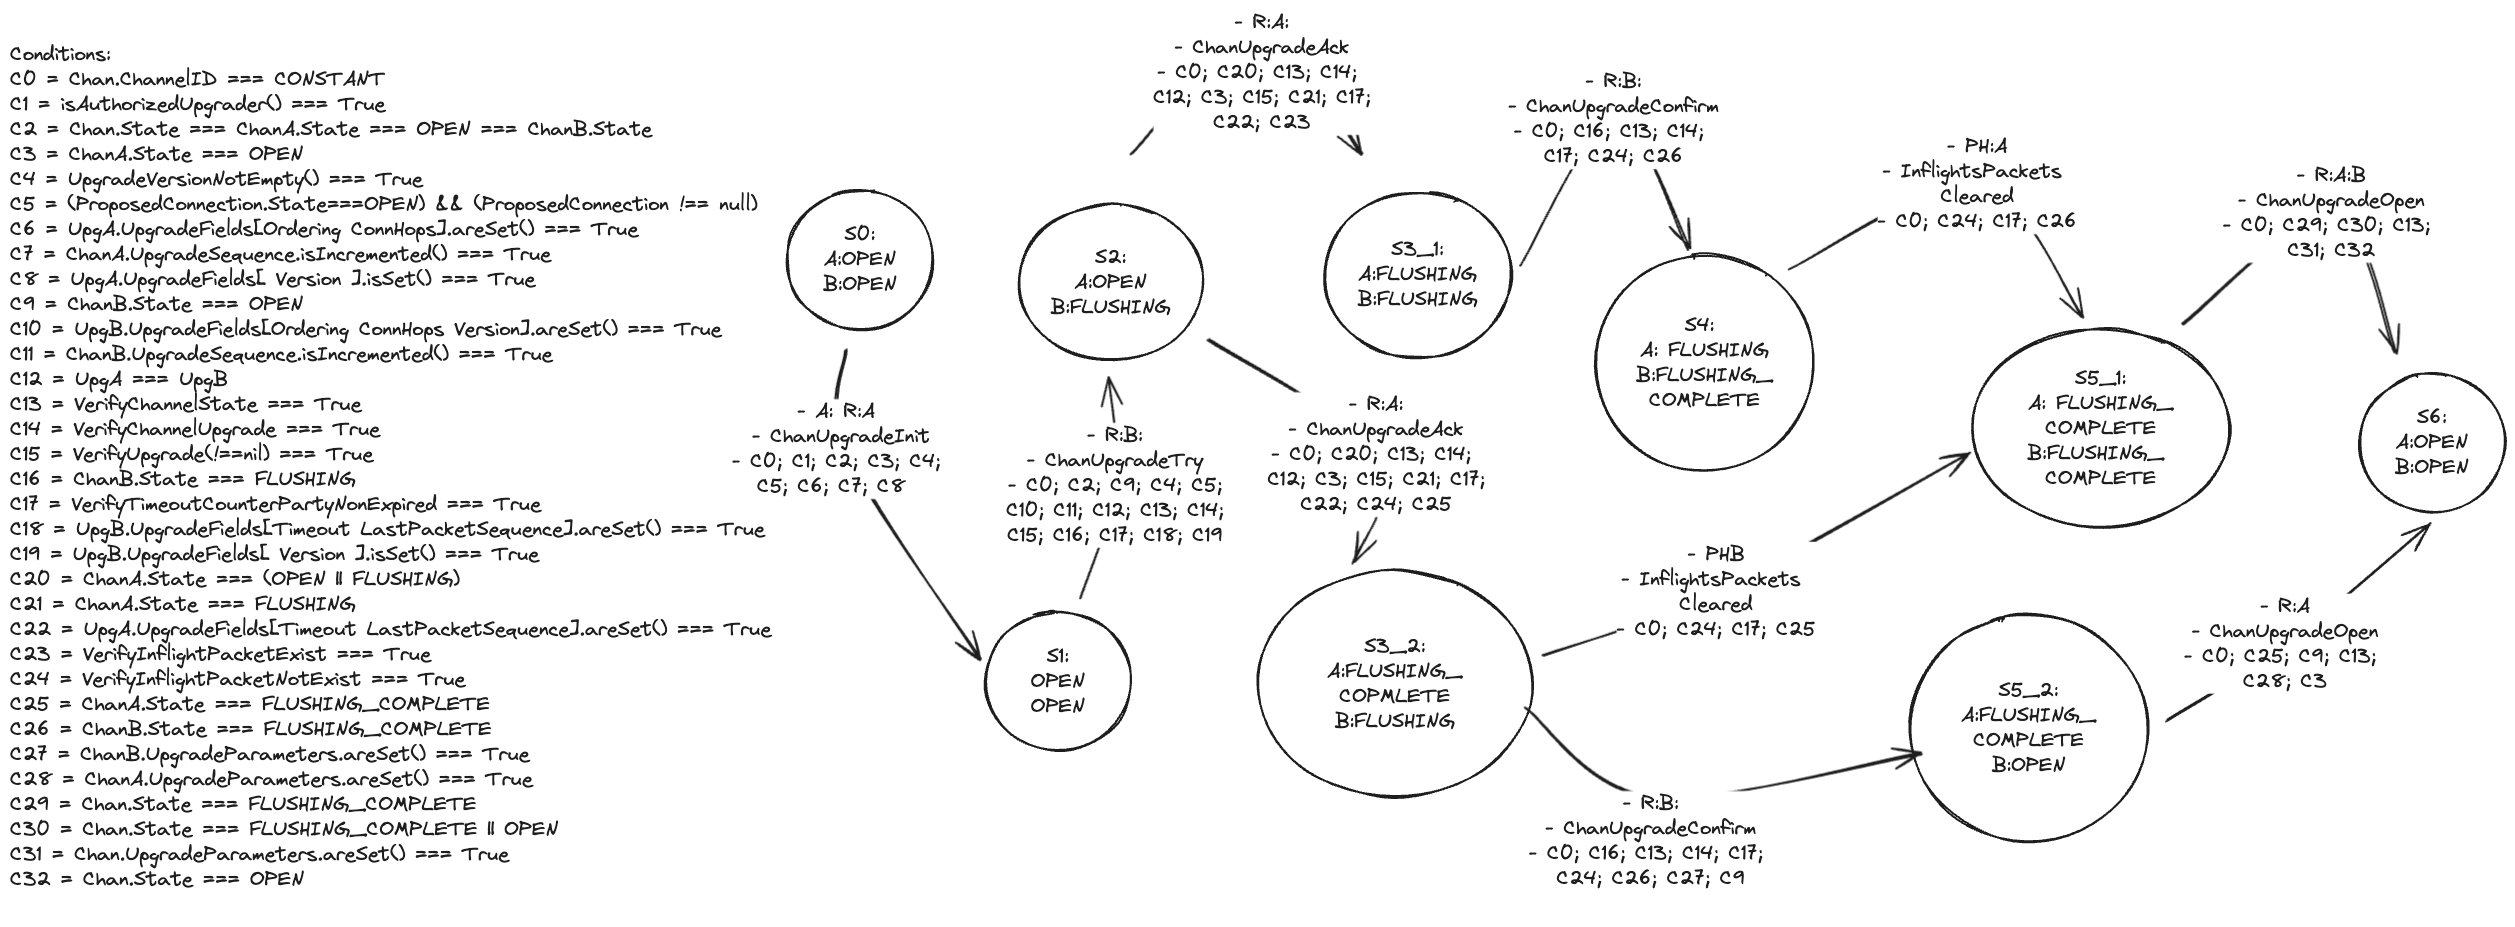 Conditions:
C0 = Chan.ChannelID === CONSTANT
C1 = isAuthorizedUpgrader() === True
C2 = Chan.State === ChanA.State === OPEN === ChanB.State
C3 = ChanA.State === OPEN
C4 = UpgradeVersionNotEmpty() === True
C5 = (ProposedConnection.State===OPEN) && (ProposedConnection !== null)
C6 = UpgA.UpgradeFields[Ordering ConnHops].areSet() === True
C7 = ChanA.UpgradeSequence.isIncremented() === True
C8 = UpgA.UpgradeFields[ Version ].isSet() === True
C9 = ChanB.State === OPEN
C10 = UpgB.UpgradeFields[Ordering ConnHops Version].areSet() === True
C11 = ChanB.UpgradeSequence.isIncremented() === True
C12 = UpgA === UpgB
C13 = VerifyChannelState === True
C14 = VerifyChannelUpgrade === True
C15 = VerifyUpgrade(!==nil) === True
C16 = ChanB.State === FLUSHING
C17 = VerifyTimeoutCounterPartyNonExpired === True
C18 = UpgB.UpgradeFields[Timeout LastPacketSequence].areSet() === True
C19 = UpgB.UpgradeFields[ Version ].isSet() === True
C20 = ChanA.State === (OPEN || FLUSHING)
C21 = ChanA.State === FLUSHING
C22 = UpgA.UpgradeFields[Timeout LastPacketSequence].areSet() === True
C23 = VerifyInflightPacketExist === True
C24 = VerifyInflightPacketNotExist === True
C25 = ChanA.State === FLUSHING_COMPLETE
C26 = ChanB.State === FLUSHING_COMPLETE
C27 = ChanB.UpgradeParameters.areSet() === True
C28 = ChanA.UpgradeParameters.areSet() === True
C29 = Chan.State === FLUSHING_COMPLETE
C30 = Chan.State === FLUSHING_COMPLETE || OPEN
C31 = Chan.UpgradeParameters.areSet() === True
C32 = Chan.State === OPEN
S0:
A:OPEN
B:OPEN
- A: R:A
- ChanUpgradeInit
- C0; C1; C2; C3; C4;
C5; C6; C7; C8
S1:
OPEN
OPEN
- R:B:
- ChanUpgradeTry
- C0; C2; C9; C4; C5;
C10; C11; C12; C13; C14;
C15; C16; C17; C18; C19
S2:
A:OPEN
B:FLUSHING
- R:A:
- ChanUpgradeAck
- C0; C20; C13; C14;
C12; C3; C15; C21; C17;
C22; C23
S3_1:
A:FLUSHING
B:FLUSHING
- R:A:
- ChanUpgradeAck
- C0; C20; C13; C14;
C12; C3; C15; C21; C17;
C22; C24; C25
S3_2:
A:FLUSHING_
COPMLETE
B:FLUSHING
- R:B:
- ChanUpgradeConfirm
- C0; C16; C13; C14;
C17; C24; C26
S4:
A: FLUSHING
B:FLUSHING_
COMPLETE
- PH:A
- InflightsPackets
Cleared
- C0; C24; C17; C26
- PHB
- InflightsPackets
Cleared
- C0; C24; C17; C25
S5_1:
A: FLUSHING_
COMPLETE
B:FLUSHING_
COMPLETE
- R:B:
- ChanUpgradeConfirm
- C0; C16; C13; C14; C17;
C24; C26; C27; C9
S5_2:
A:FLUSHING_
COMPLETE
B:OPEN
- R:A:B
- ChanUpgradeOpen
- C0; C29; C30; C13;
C31; C32
- R:A
- ChanUpgradeOpen
- C0; C25; C9; C13;
C28; C3
S6:
A:OPEN
B:OPEN